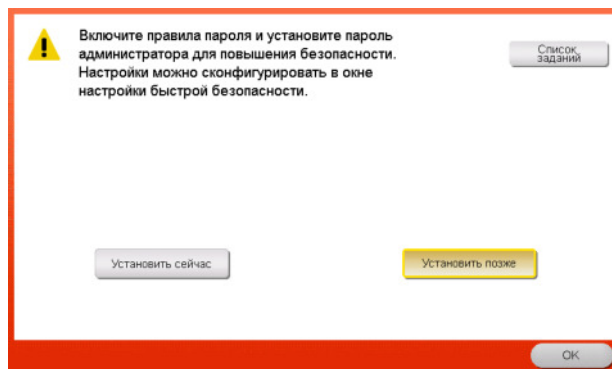 Включите правила пароля и установите пароль
администратора для повышения безопасности.
Настройки можно сконфигурировать в окне
настройки быстрой безопасности.
Список
заданий
Установить сейчас
Установить позже
OK